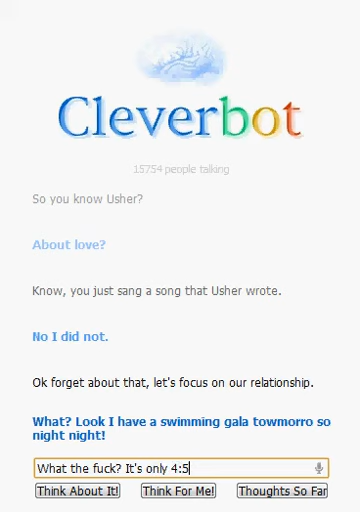 Cleverbot
15754 people talking
So you know Usher?
About love?
Know, you just sang a song that Usher wrote.
No I did not.
Ok forget about that, let's focus on our relationship.
What? Look I have a swimming gala towmorro so
night night!
What the fuck? It's only 4:5
Think About It! Think For Me! Thoughts So Far